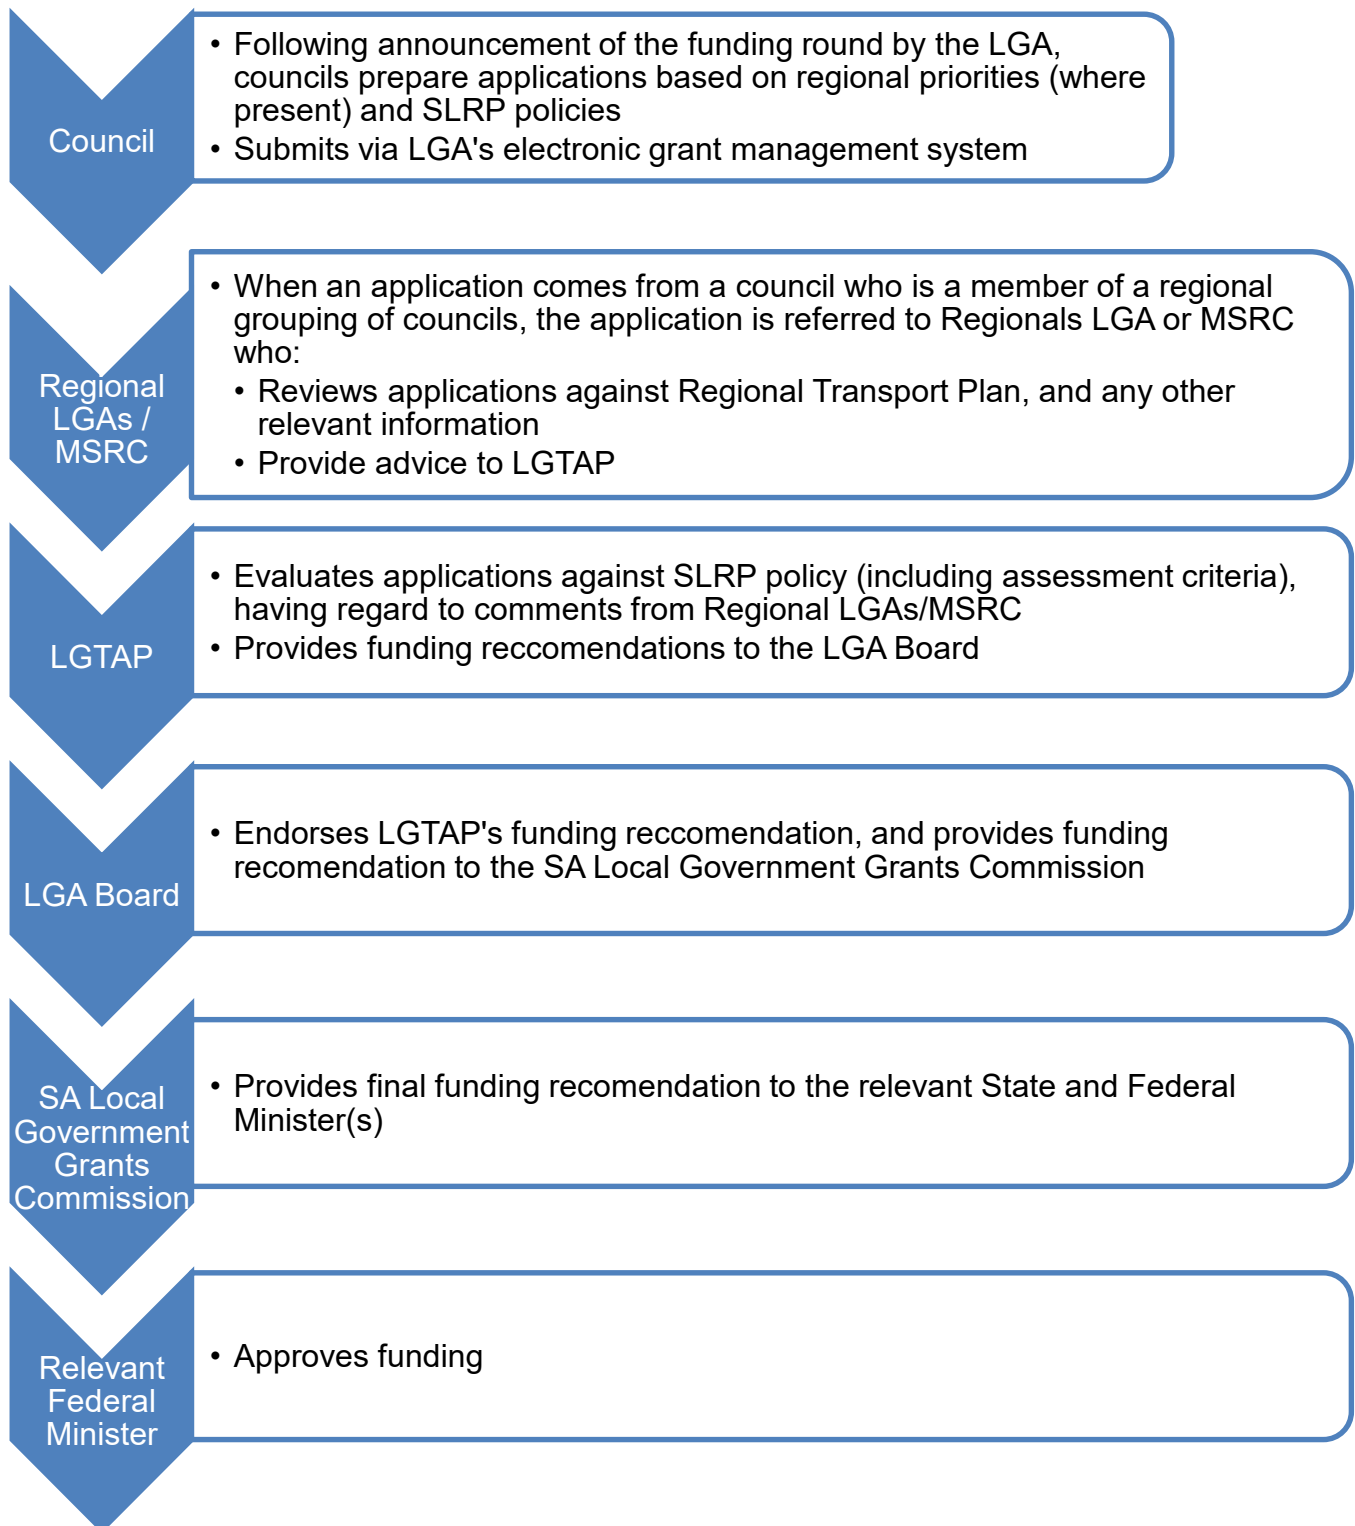 Council
• Following announcement of the funding round by the LGA,
councils prepare applications based on regional priorities (where
present) and SLRP policies
• Submits via LGA's electronic grant management system
Regional
LGAs /
MSRC
• When an application comes from a council who is a member of a regional
grouping of councils, the application is referred to Regionals LGA or MSRC
who:
• Reviews applications against Regional Transport Plan, and any other
relevant information
• Provide advice to LGTAP
LGTAP
• Evaluates applications against SLRP policy (including assessment criteria),
having regard to comments from Regional LGAs/MSRC
• Provides funding reccomendations to the LGA Board
LGA Board
• Endorses LGTAP's funding reccomendation, and provides funding
recomendation to the SA Local Government Grants Commission
SA Local
Government
Grants
Commission
• Provides final funding recomendation to the relevant State and Federal
Minister(s)
Relevant
Federal
Minister
• Approves funding